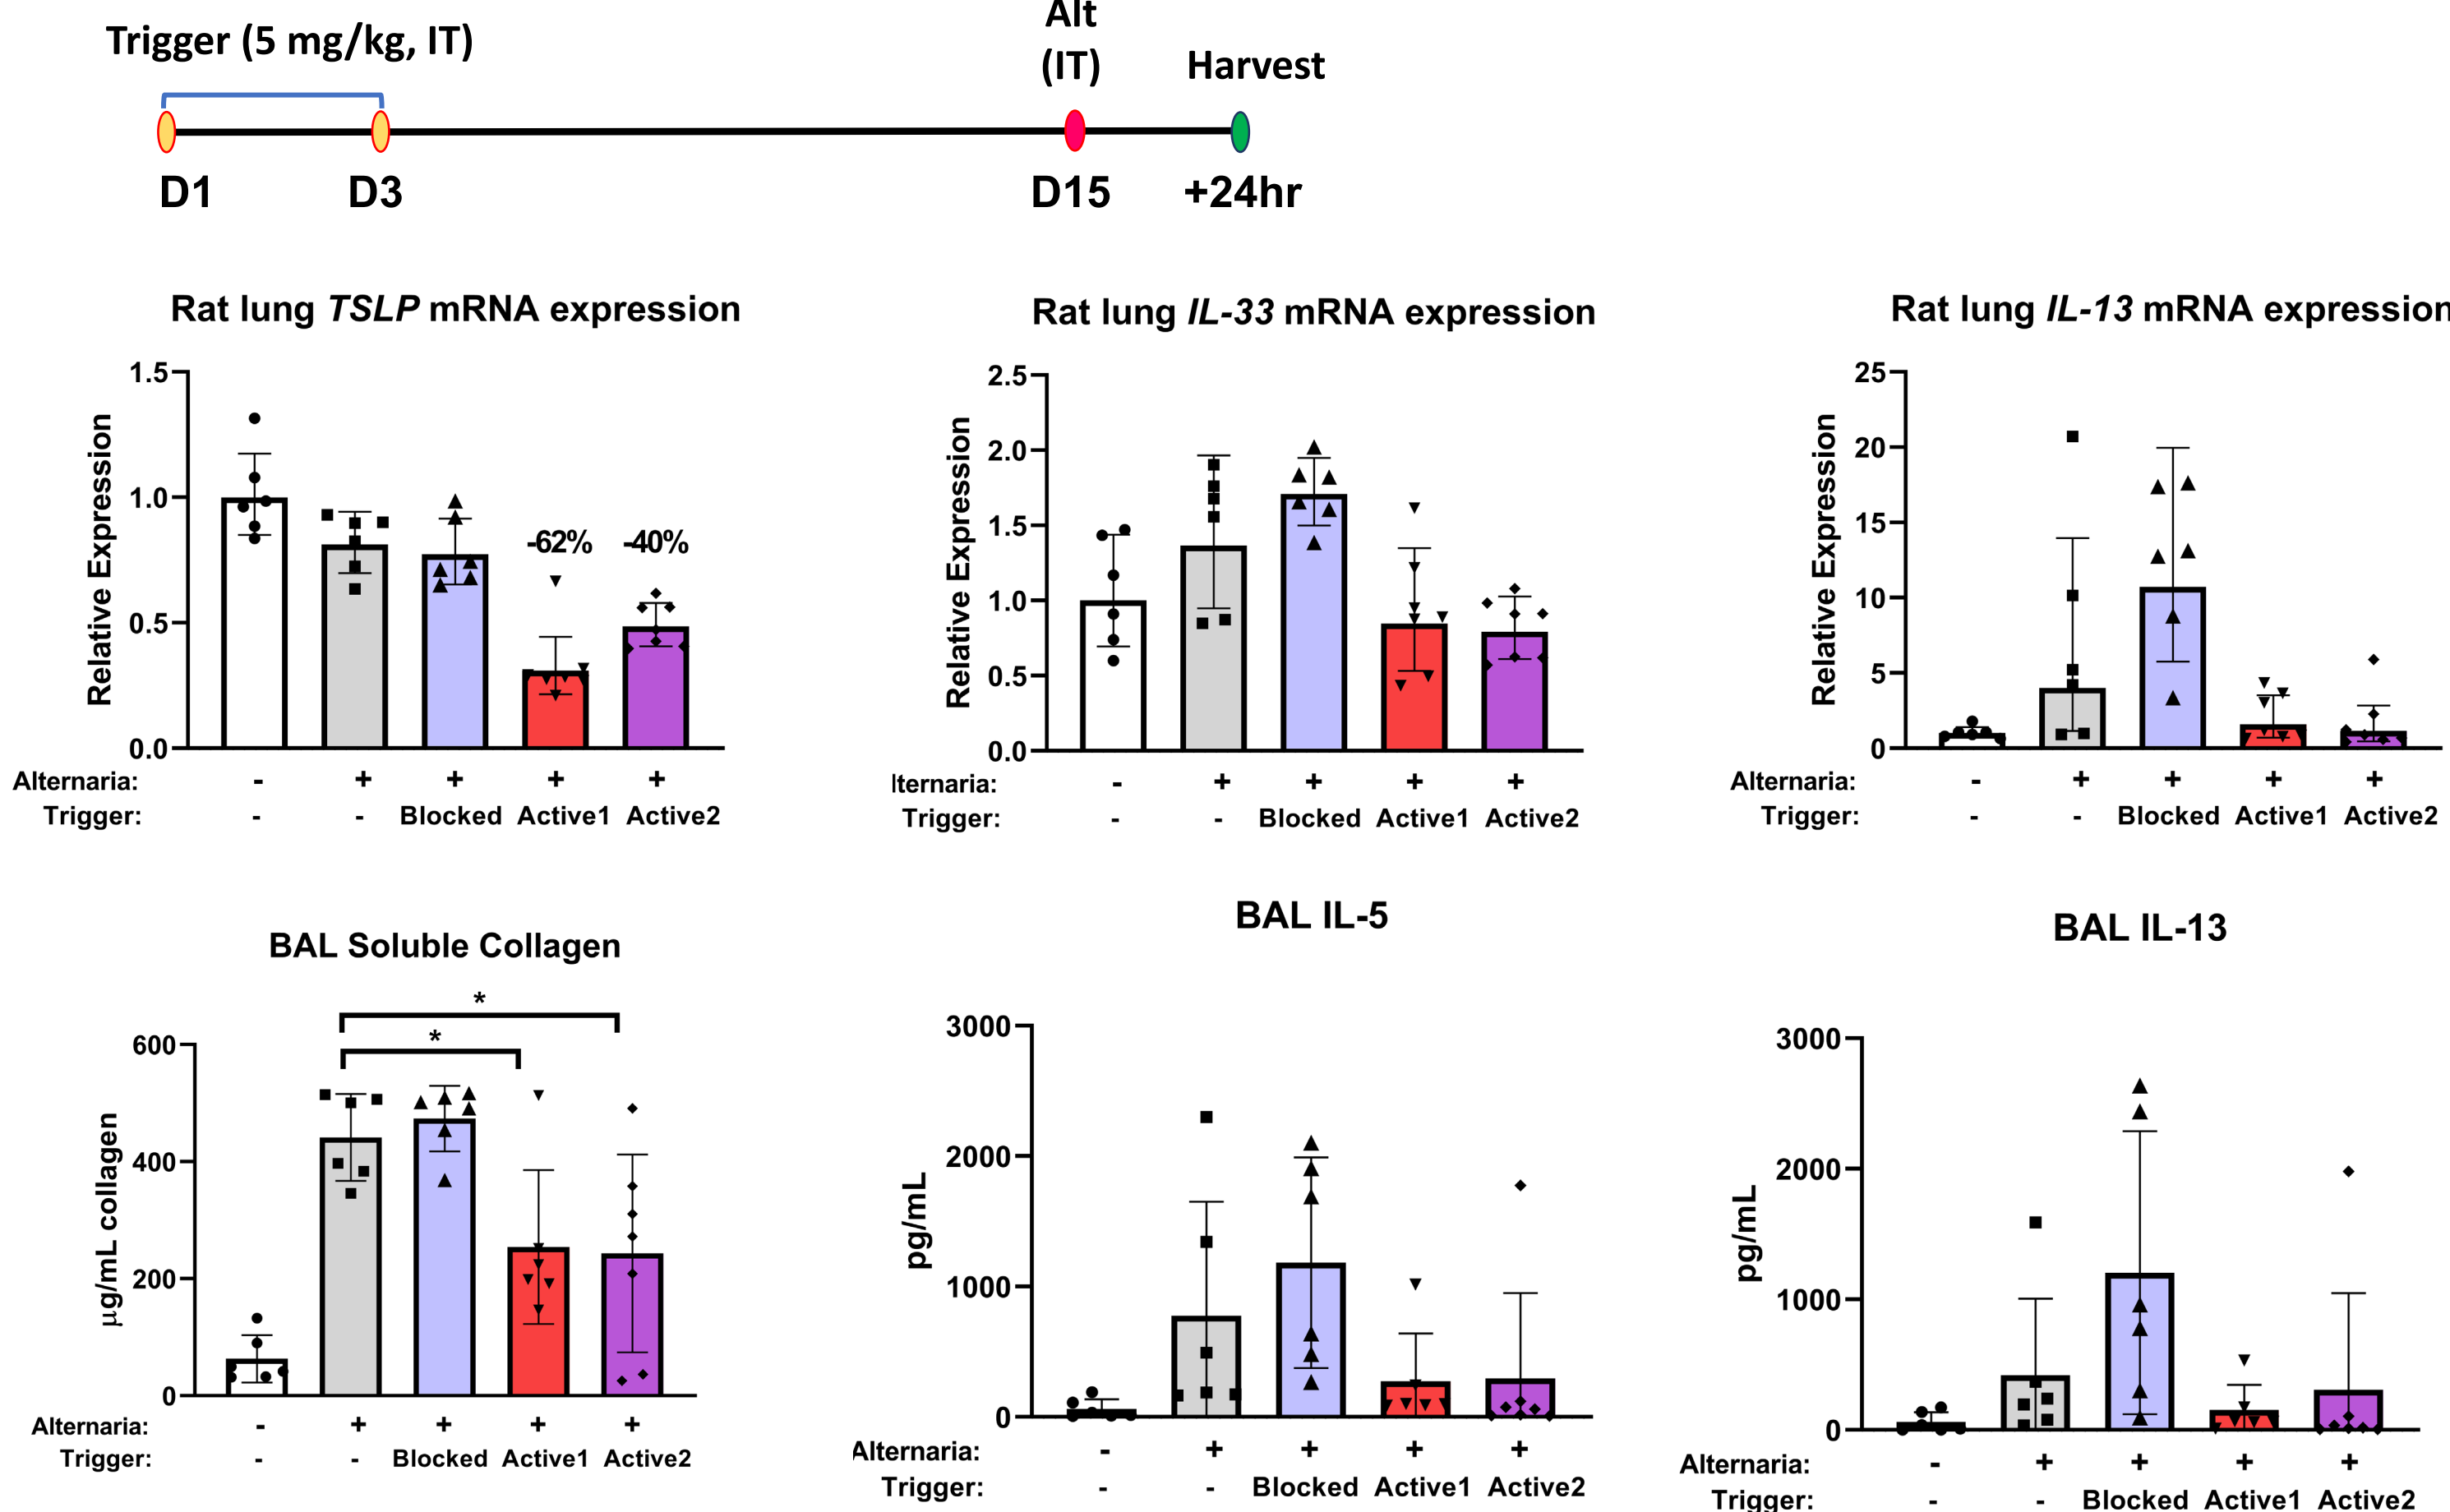 Trigger (5 mg/kg, IT)
Alt
(IT)
Harvest
D1
D3
D15
+24hr
Rat lung TSLP mRNA expression
Relative Expression
1.5
1.0
0.5
0.0
-62%
-40%
Alternaria: - + + + +
Trigger: - - Blocked Active1 Active2
Rat lung IL-33 mRNA expression
Relative Expression
2.5
2.0
1.5
1.0
0.5
0.0
lternaria: - + + + +
Trigger: - - Blocked Active1 Active2
Rat lung IL-13 mRNA expression
Relative Expression
25
20
15
10
5
0
Alternaria: - + + + +
Trigger: - - Blocked Active1 Active2
BAL Soluble Collagen
µg/mL collagen
600
400
200
0
*
*
Alternaria: - + + + +
Trigger: - - Blocked Active1 Active2
BAL IL-5
pg/mL
3000
2000
1000
0
Alternaria: - + + + +
Trigger: - - Blocked Active1 Active2
BAL IL-13
pg/mL
3000
2000
1000
0
Alternaria: - + + + +
Trigger: - - Blocked Active1 Active2